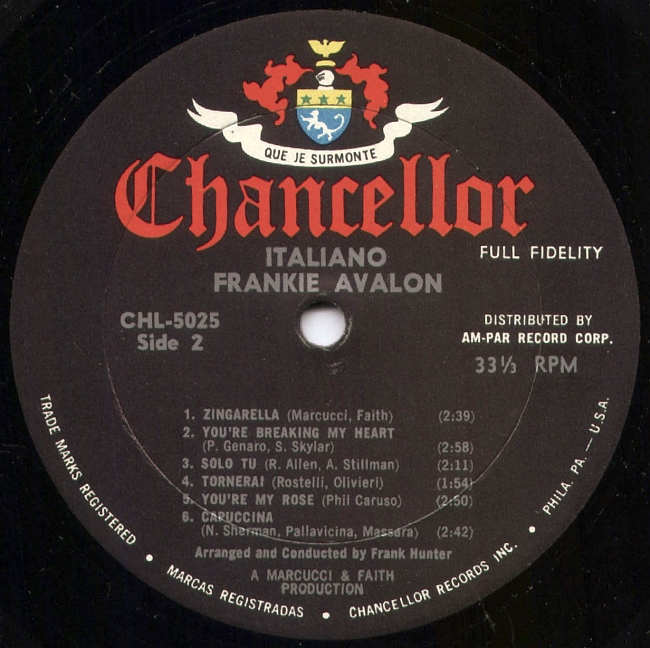 QUE JE SURMONTE
Chancellor
ITALIANO
FULL FIDELITY
FRANKIE AVALON
CHL-5025
Side 2
DISTRIBUTED BY
AM-PAR RECORD CORP.
33⅓ RPM
1. ZINGARELLA (Marcucci, Faith) (2:39)
2. YOU'RE BREAKING MY HEART
(P. Genaro, S. Skylar) (2:58)
3. SOLO TU (R. Allen, A. Stillman) (2:11)
4. TORNERAI (Rostelli, Olivieri) (1:54)
5. YOU'RE MY ROSE (Phil Caruso) (2:50)
6. CAPUCCINA
(N. Sherman, Pallavicina, Massara) (2:42)
Arranged and Conducted by Frank Hunter
A MARCUCCI & FAITH
PRODUCTION
TRADE MARKS REGISTERED • MARCAS REGISTRADAS • CHANCELLOR RECORDS INC. • PHILA. PA. — U.S.A.